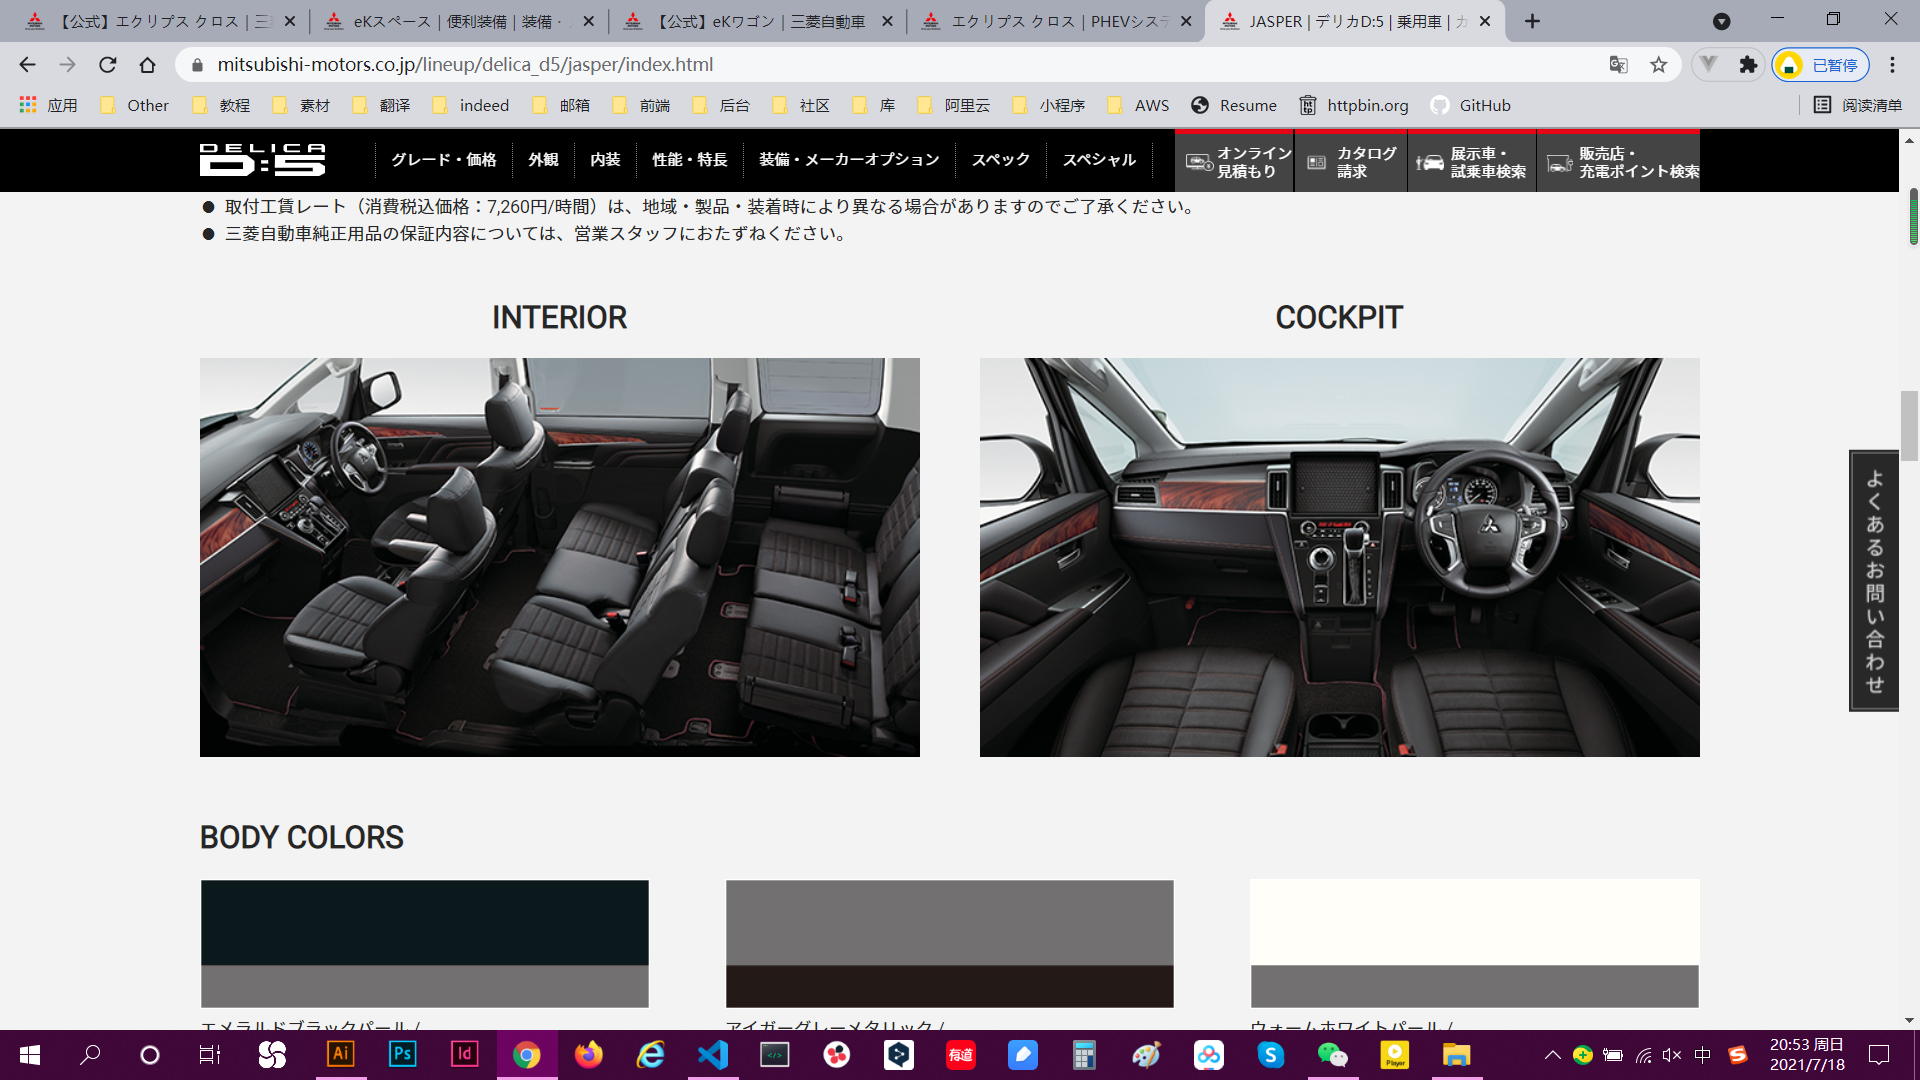 【公式】エクリプス クロス | 三
eKスペース | 便利装備 | 装備・
【公式】eKワゴン | 三菱自動車
エクリプス クロス | PHEVシステ
JASPER | デリカD:5 | 乗用車 | カ
mitsubishi-motors.co.jp/lineup/delica_d5/jasper/index.html
已暂停
应用
Other
教程
素材
翻译
indeed
邮箱
前端
后台
社区
库
阿里云
小程序
AWS
Resume
httpbin.org
GitHub
阅读清单
DELICA
D:5
グレード・価格
外観
内装
性能・特長
装備・メーカーオプション
スペック
スペシャル
オンライン
見積もり
カタログ
請求
展示車・
試乗車検索
販売店・
充電ポイント検索
● 取付工賃レート（消費税込価格：7,260円/時間）は、地域・製品・装着時により異なる場合がありますのでご了承ください。
● 三菱自動車純正用品の保証内容については、営業スタッフにおたずねください。
INTERIOR
COCKPIT
よくあるお問い合わせ
BODY COLORS
エメラルドブラックパール /
アイガーグレーメタリック /
ウォームホワイトパール /
Ai
Ps
Id
有道
Player
中
20:53 周日
2021/7/18